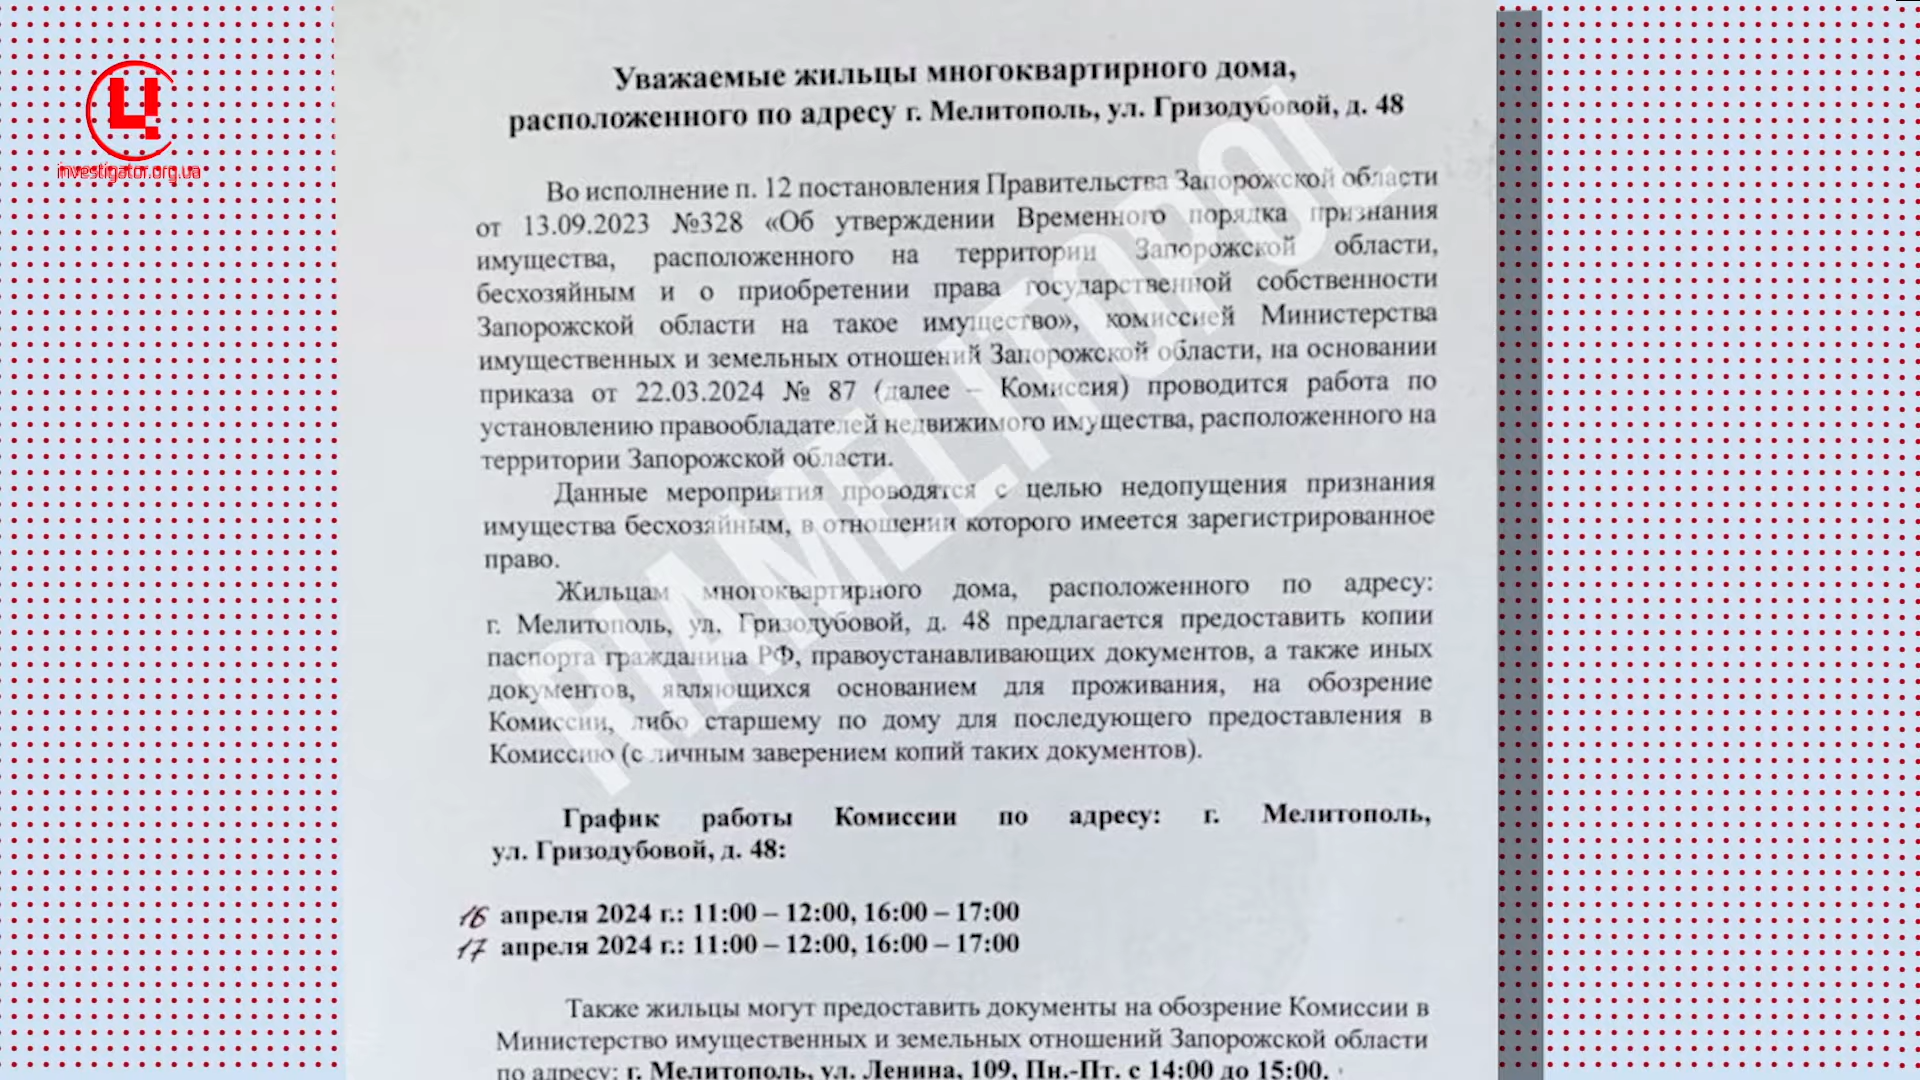 Ц
investigator.org.ua
Уважаемые жильцы многоквартирного дома,
расположенного по адресу г. Мелитополь, ул. Гризодубовой, д. 48
Во исполнение п. 12 постановления Правительства Запорожской области
от 13.09.2023 №328 «Об утверждении Временного порядка признания
имущества, расположенного на территории Запорожской области,
бесхозяйным и о приобретении права государственной собственности
Запорожской области на такое имущество», комиссией Министерства
имущественных и земельных отношений Запорожской области, на основании
приказа от 22.03.2024 № 87 (далее – Комиссия) проводится работа по
установлению правообладателей недвижимого имущества, расположенного на
территории Запорожской области.
Данные мероприятия проводятся с целью недопущения признания
имущества бесхозяйным, в отношении которого имеется зарегистрированное
право.
Жильцам многоквартирного дома, расположенного по адресу:
г. Мелитополь, ул. Гризодубовой, д. 48 предлагается предоставить копии
паспорта гражданина РФ, правоустанавливающих документов, а также иных
документов, являющихся основанием для проживания, на обозрение
Комиссии, либо старшему по дому для последующего предоставления в
Комиссию (с личным заверением копий таких документов).
График работы Комиссии по адресу: г. Мелитополь,
ул. Гризодубовой, д. 48:
16 апреля 2024 г.: 11:00 – 12:00, 16:00 – 17:00
17 апреля 2024 г.: 11:00 – 12:00, 16:00 – 17:00
Также жильцы могут предоставить документы на обозрение Комиссии в
Министерство имущественных и земельных отношений Запорожской области
по адресу: г. Мелитополь, ул. Ленина, 109, Пн.-Пт. с 14:00 до 15:00.
RIAMELITOPOL